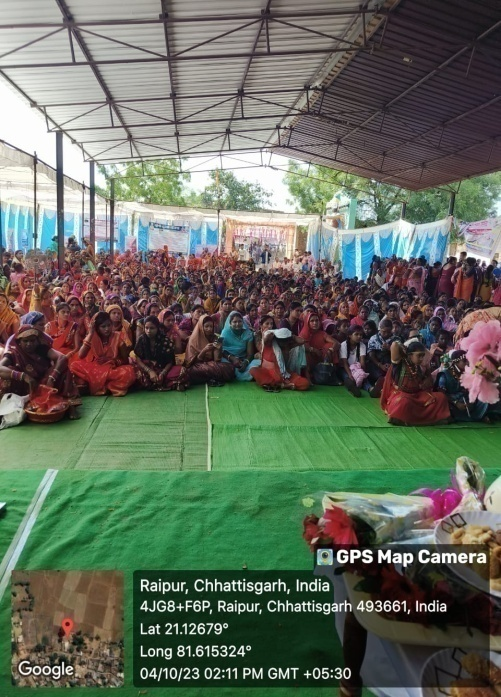 GPS Map Camera
Raipur, Chhattisgarh, India
4JG8+F6P, Raipur, Chhattisgarh 493661, India
Lat 21.12679°
Long 81.615324°
04/10/23 02:11 PM GMT +05:30
Google